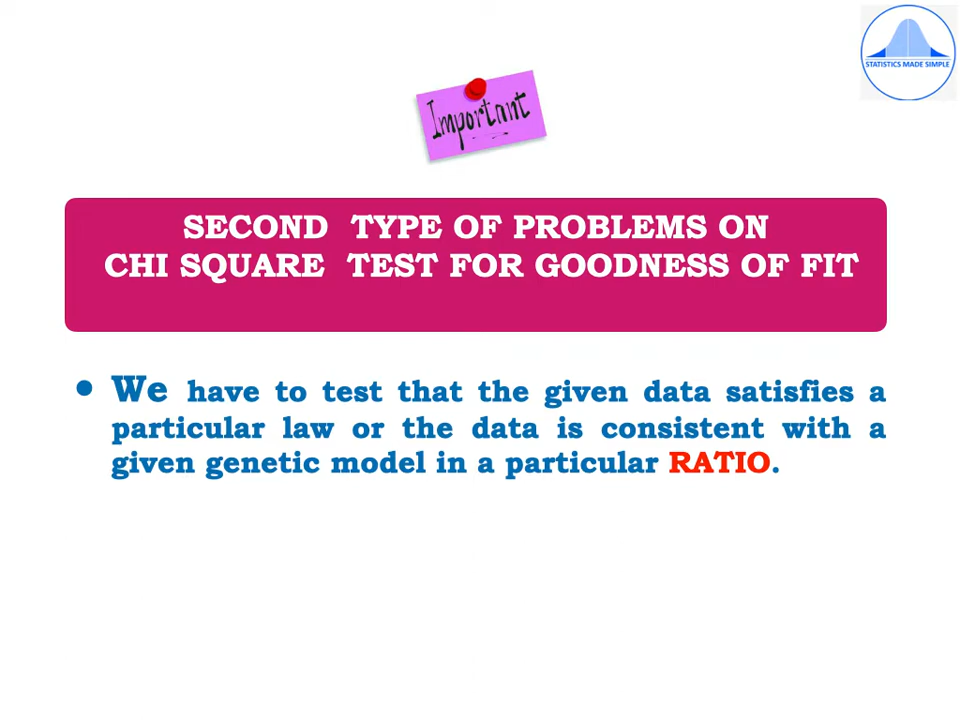 STATISTICS MADE SIMPLE
Important
SECOND TYPE OF PROBLEMS ON
CHI SQUARE TEST FOR GOODNESS OF FIT
• We have to test that the given data satisfies a
particular law or the data is consistent with a
given genetic model in a particular RATIO.